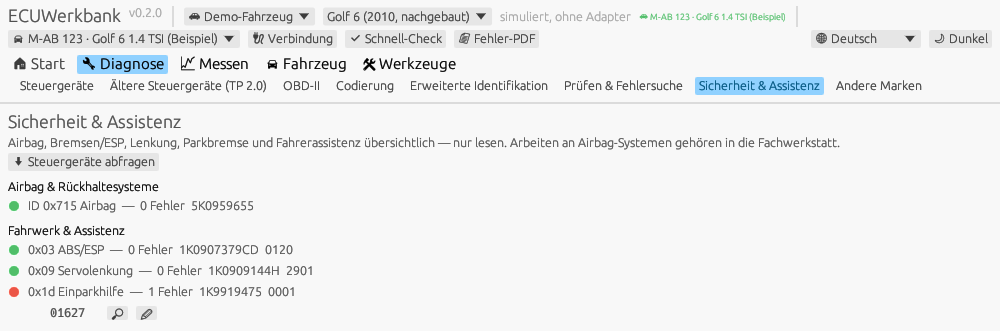 ECUWerkbank v0.2.0 Demo-Fahrzeug Golf 6 (2010, nachgebaut) simuliert, ohne Adapter M-AB 123 · Golf 6 1.4 TSI (Beispiel)
M-AB 123 · Golf 6 1.4 TSI (Beispiel) Verbindung Schnell-Check Fehler-PDF Deutsch Dunkel
Start Diagnose Messen Fahrzeug Werkzeuge
Steuergeräte Ältere Steuergeräte (TP 2.0) OBD-II Codierung Erweiterte Identifikation Prüfen & Fehlersuche Sicherheit & Assistenz Andere Marken
Sicherheit & Assistenz
Airbag, Bremsen/ESP, Lenkung, Parkbremse und Fahrerassistenz übersichtlich — nur lesen. Arbeiten an Airbag-Systemen gehören in die Fachwerkstatt.
Steuergeräte abfragen
Airbag & Rückhaltesysteme
ID 0x715 Airbag — 0 Fehler 5K0959655
Fahrwerk & Assistenz
0x03 ABS/ESP — 0 Fehler 1K0907379CD 0120
0x09 Servolenkung — 0 Fehler 1K0909144H 2901
0x1d Einparkhilfe — 1 Fehler 1K9919475 0001
01627